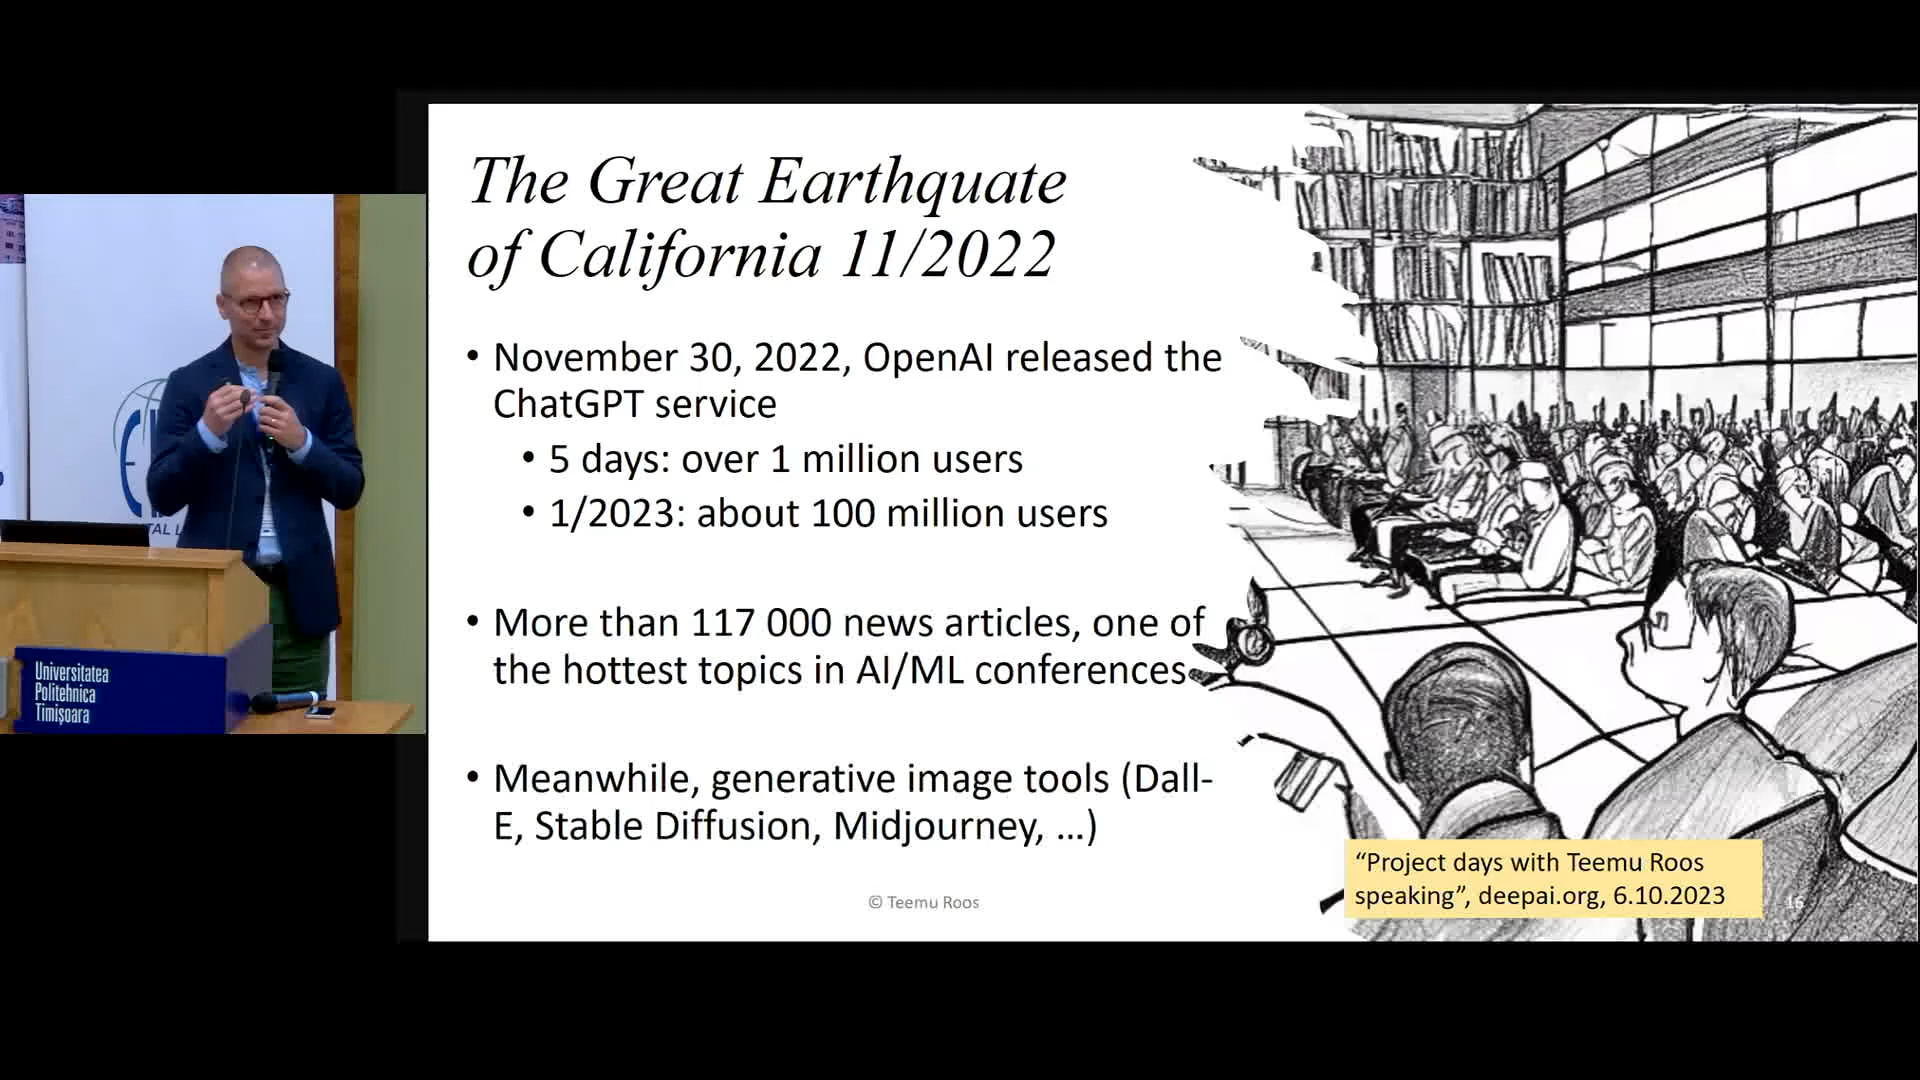 The Great Earthquate
of California 11/2022
• November 30, 2022, OpenAI released the
ChatGPT service
• 5 days: over 1 million users
• 1/2023: about 100 million users
• More than 117 000 news articles, one of
the hottest topics in AI/ML conferences
• Meanwhile, generative image tools (Dall-
E, Stable Diffusion, Midjourney, ...)
“Project days with Teemu Roos
speaking”, deepai.org, 6.10.2023
© Teemu Roos
16
Universitatea
Politehnica
Timişoara